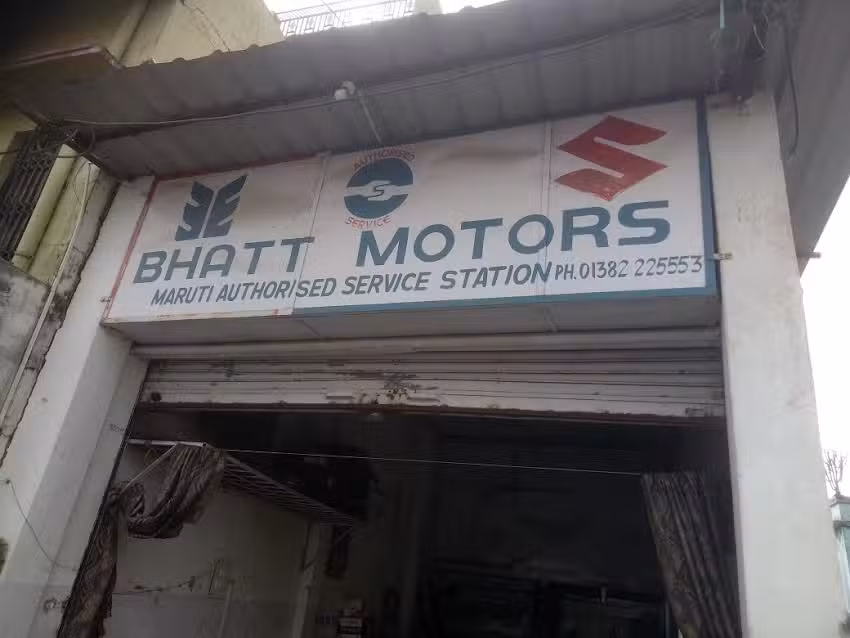 AUTHORISED
S
SERVICE
BHATT MOTORS
MARUTI AUTHORISED SERVICE STATION PH. 01382 225553